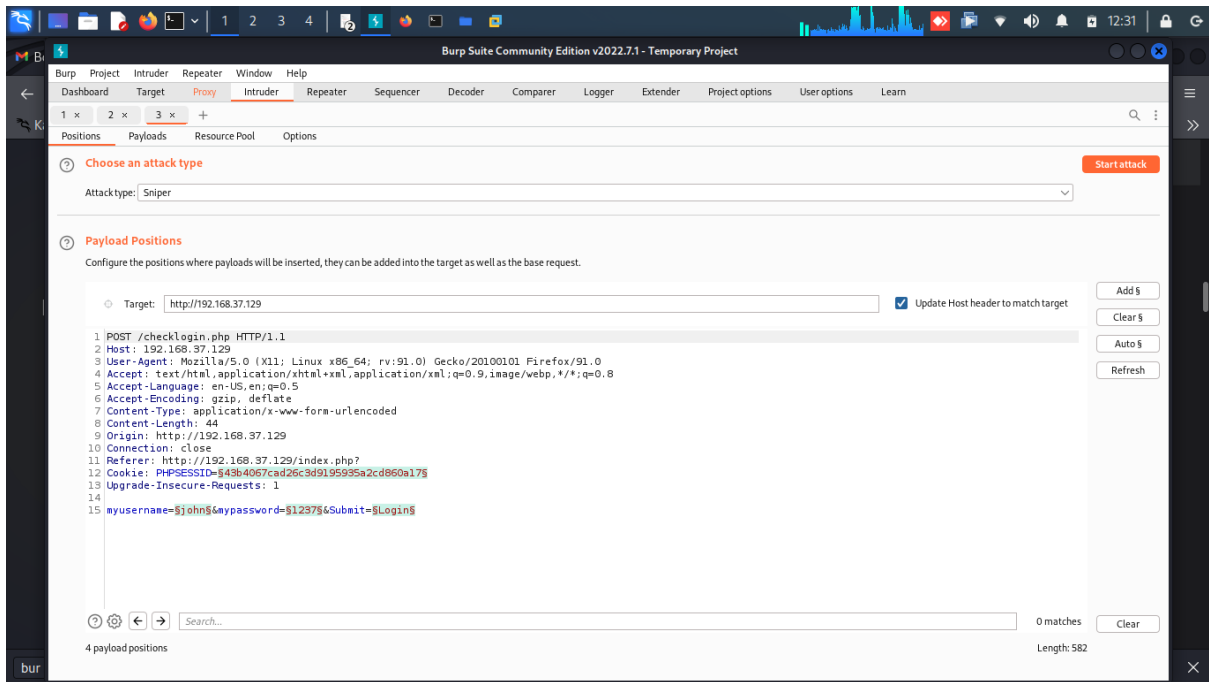 1 2 3 4 12:31
Burp Suite Community Edition v2022.7.1 - Temporary Project
Burp Project Intruder Repeater Window Help
Dashboard Target Proxy Intruder Repeater Sequencer Decoder Comparer Logger Extender Project options User options Learn
1 × 2 × 3 × +
Positions Payloads Resource Pool Options
Choose an attack type
Start attack
Attack type: Sniper
Payload Positions
Configure the positions where payloads will be inserted, they can be added into the target as well as the base request.
Target: http://192.168.37.129
Update Host header to match target
Add §
Clear §
Auto §
Refresh
1 POST /checklogin.php HTTP/1.1
2 Host: 192.168.37.129
3 User-Agent: Mozilla/5.0 (X11; Linux x86_64; rv:91.0) Gecko/20100101 Firefox/91.0
4 Accept: text/html,application/xhtml+xml,application/xml;q=0.9,image/webp,*/*;q=0.8
5 Accept-Language: en-US,en;q=0.5
6 Accept-Encoding: gzip, deflate
7 Content-Type: application/x-www-form-urlencoded
8 Content-Length: 44
9 Origin: http://192.168.37.129
10 Connection: close
11 Referer: http://192.168.37.129/index.php?
12 Cookie: PHPSESSID=§43b4067cad26c3d9195935a2cd860a17§
13 Upgrade-Insecure-Requests: 1
14
15 myusername=§john§&mypassword=§1237§&Submit=§Login§
Search...
0 matches
Clear
4 payload positions
Length: 582
bur